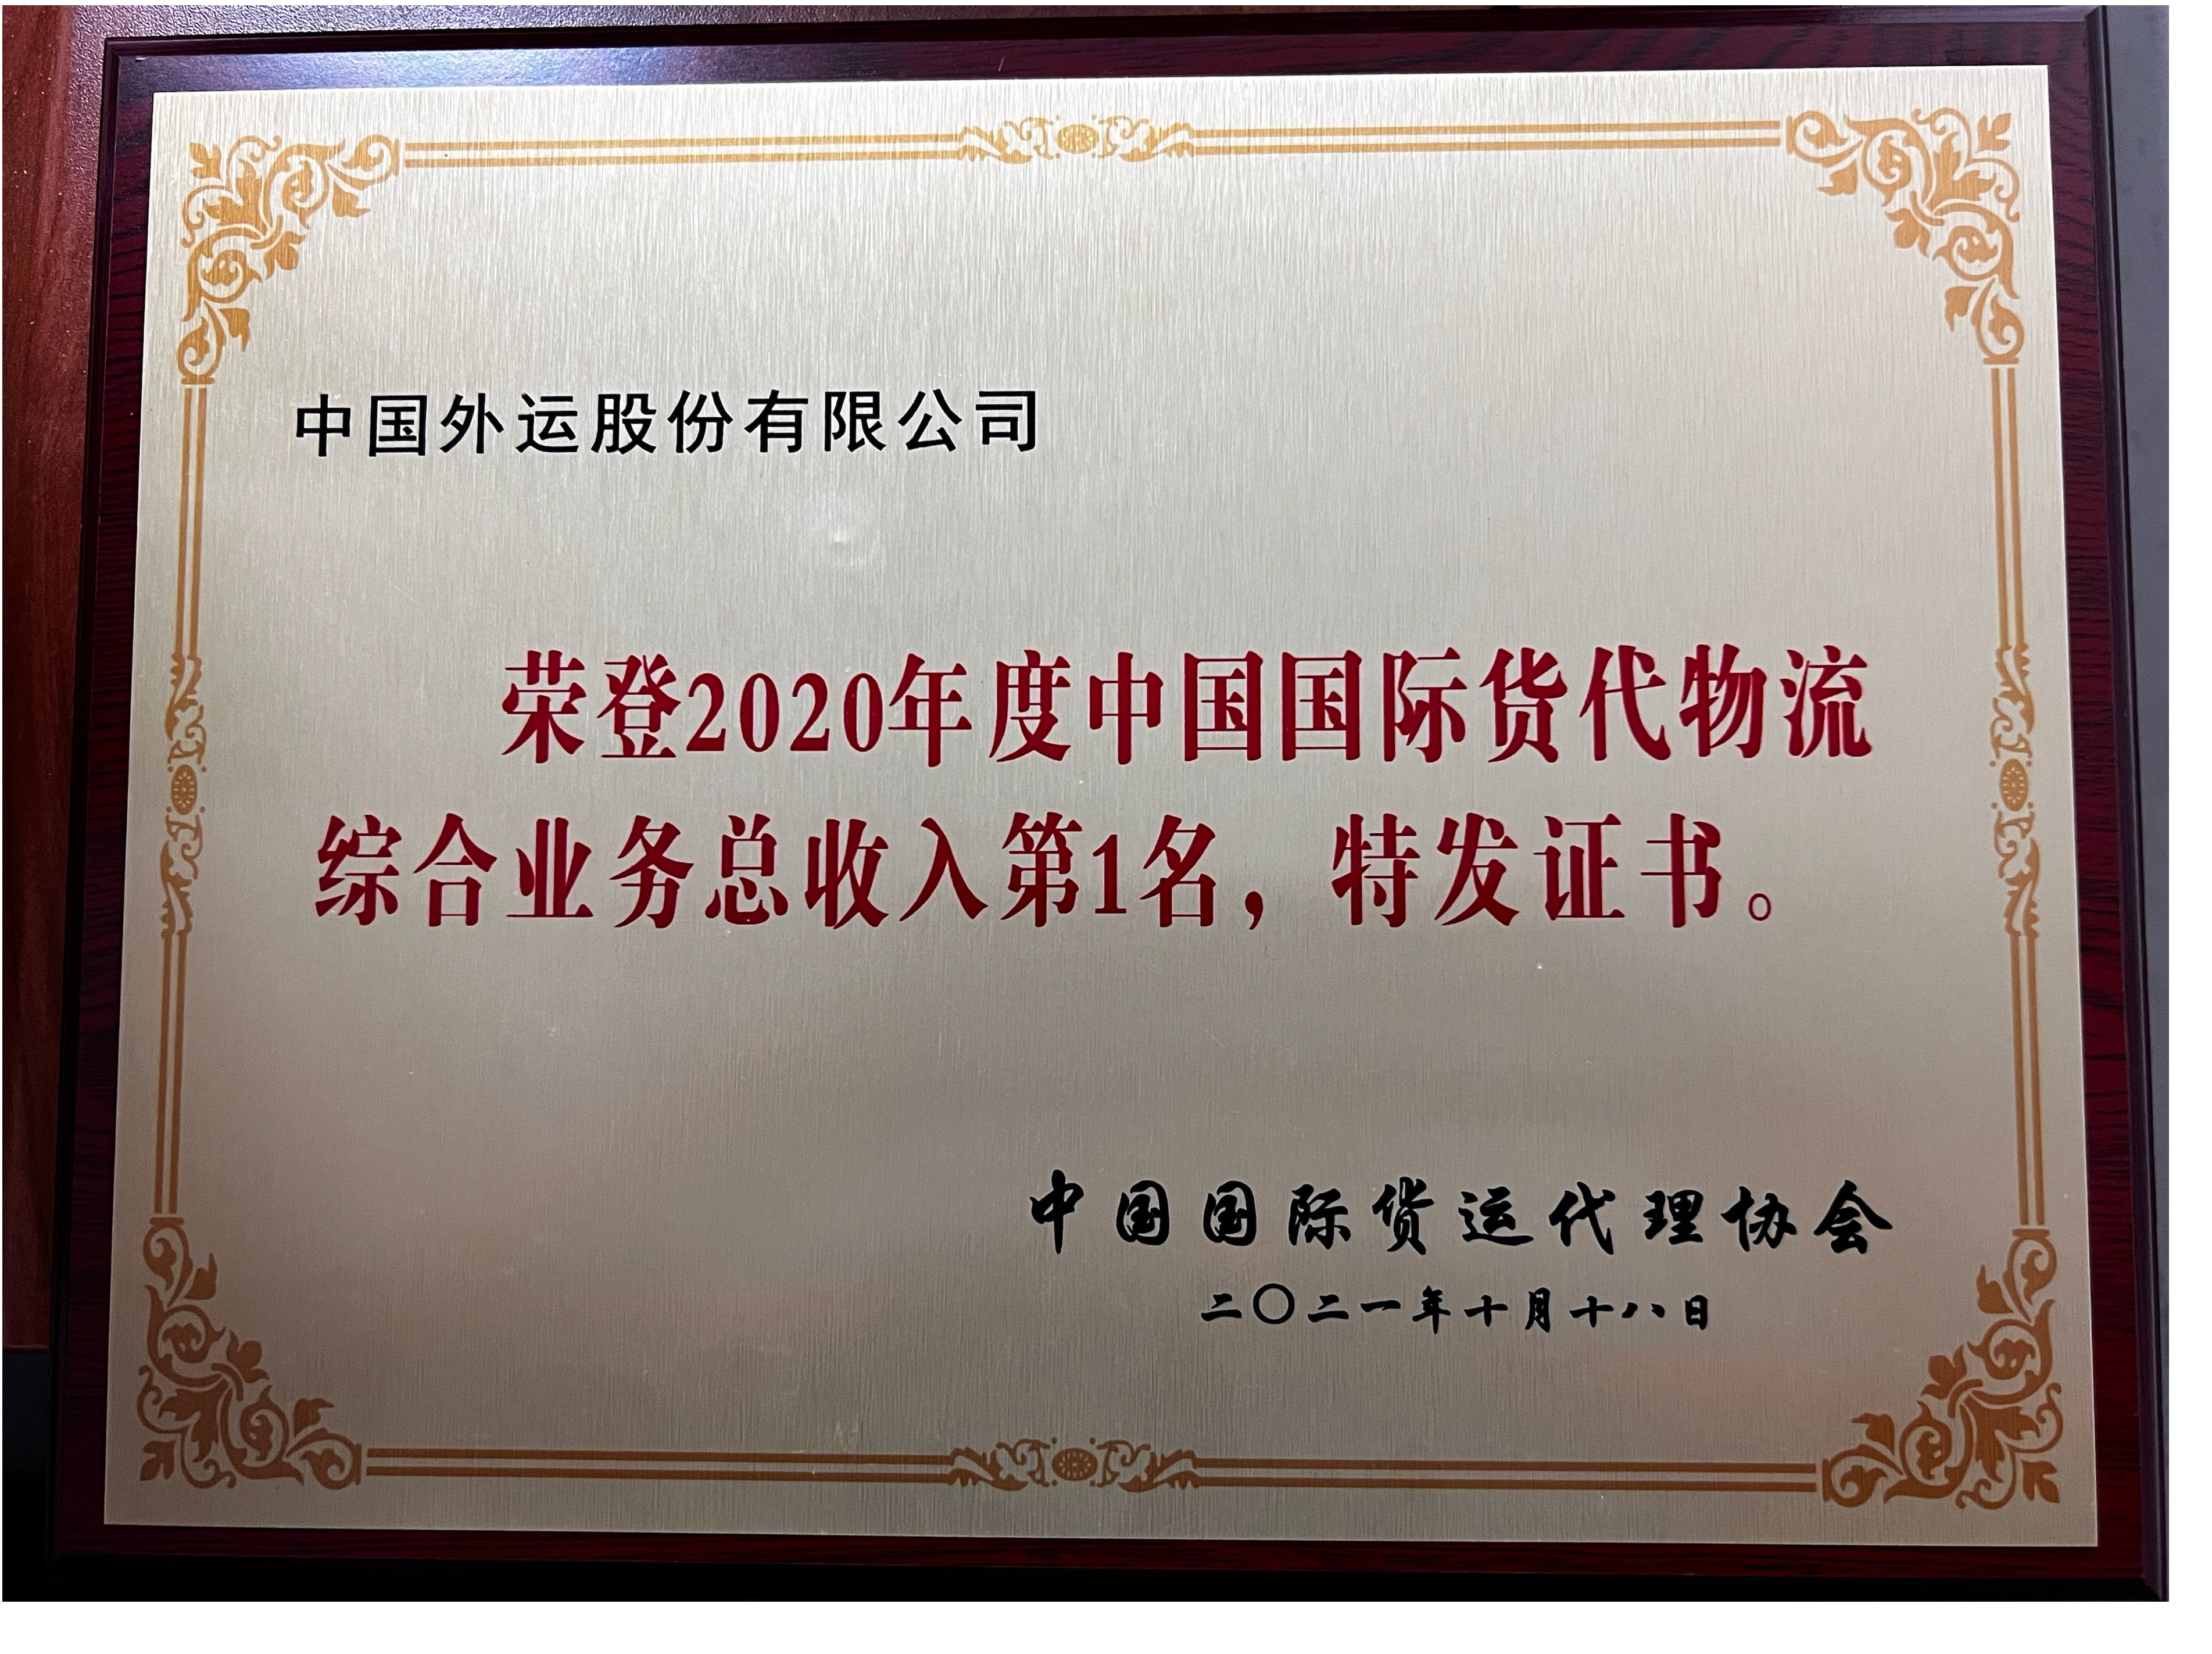 中国外运股份有限公司
荣登2020年度中国国际货代物流
综合业务总收入第1名，特发证书。
中国国际货运代理协会
二〇二一年十月十八日